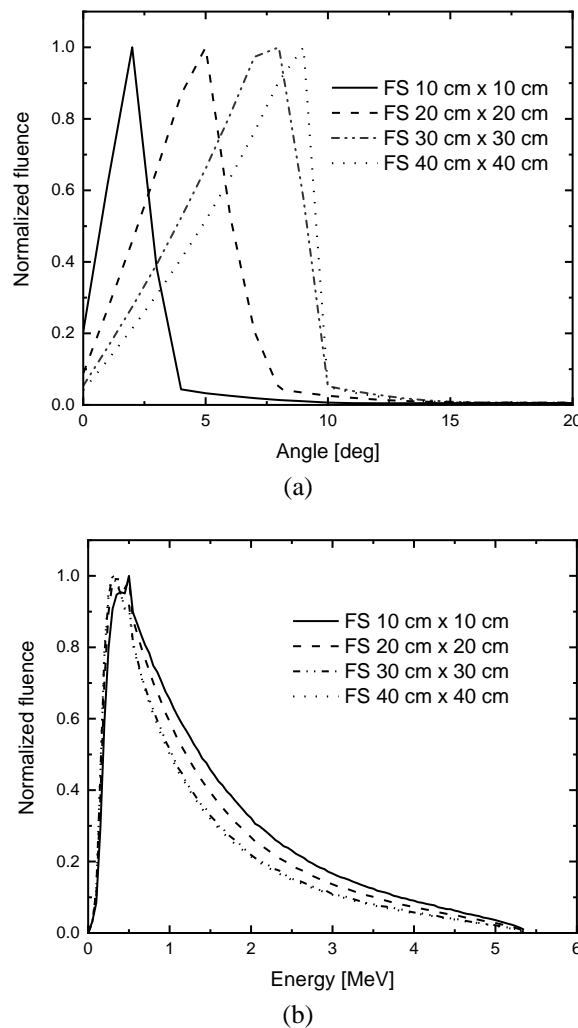 1.0
0.8
0.6
0.4
0.2
0.0
Normalized fluence
FS 10 cm x 10 cm
FS 20 cm x 20 cm
FS 30 cm x 30 cm
FS 40 cm x 40 cm
0 5 10 15 20
Angle [deg]
(a)
1.0
0.8
0.6
0.4
0.2
0.0
Normalized fluence
FS 10 cm x 10 cm
FS 20 cm x 20 cm
FS 30 cm x 30 cm
FS 40 cm x 40 cm
0 1 2 3 4 5 6
Energy [MeV]
(b)